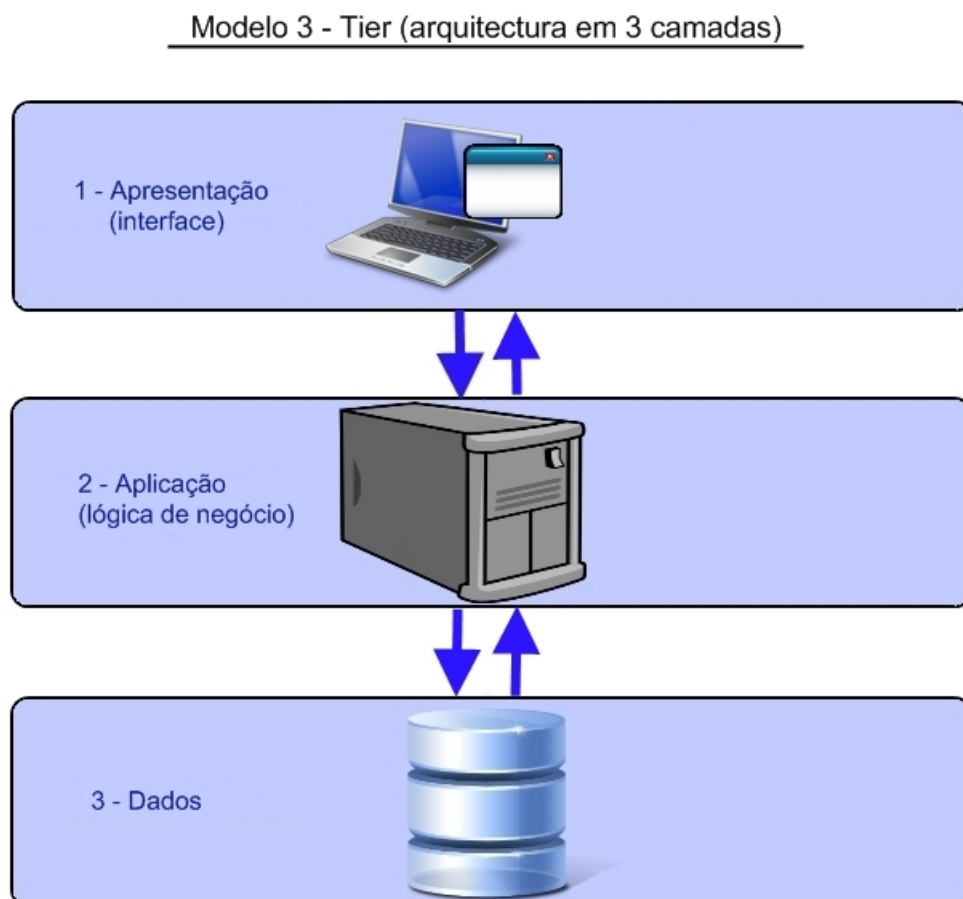 Modelo 3 - Tier (arquitectura em 3 camadas)
1 - Apresentação
(interface)
2 - Aplicação
(lógica de negócio)
3 - Dados